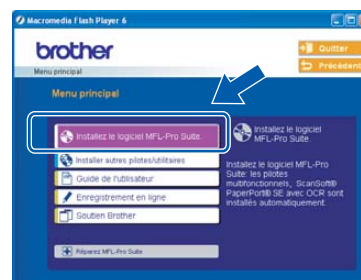 Macromedia Flash Player 6
brother
Quitter
Précédent
Menu principal
Menu principal
Installez le logiciel MFL-Pro Suite.
Installer autres pilotes/utilitaires
Guide de l'utilisateur
Enregistrement en ligne
Soutien Brother
Réparez MFL-Pro Suite
Installez le logiciel
MFL-Pro Suite.
Installez le logiciel MFL-Pro
Suite: les pilotes
multifonctionnels, ScanSoft®
PaperPort® SE avec OCR sont
installés automatiquement.